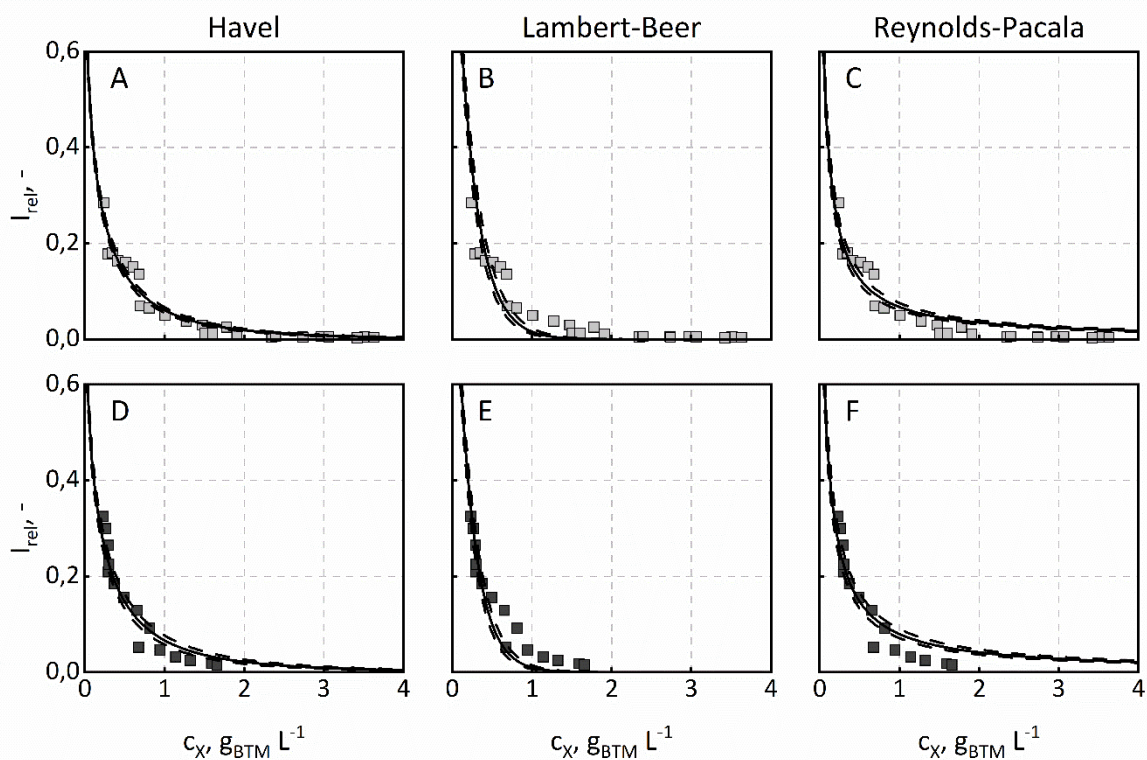 Havel Lambert-Beer Reynolds-Pacala
0,6
A B C
0,4
I_rel, -
0,2
0,0
0,6
D E F
0,4
I_rel, -
0,2
0,0
0 1 2 3 4 0 1 2 3 4 0 1 2 3 4
c_X, g_BTM L⁻¹ c_X, g_BTM L⁻¹ c_X, g_BTM L⁻¹